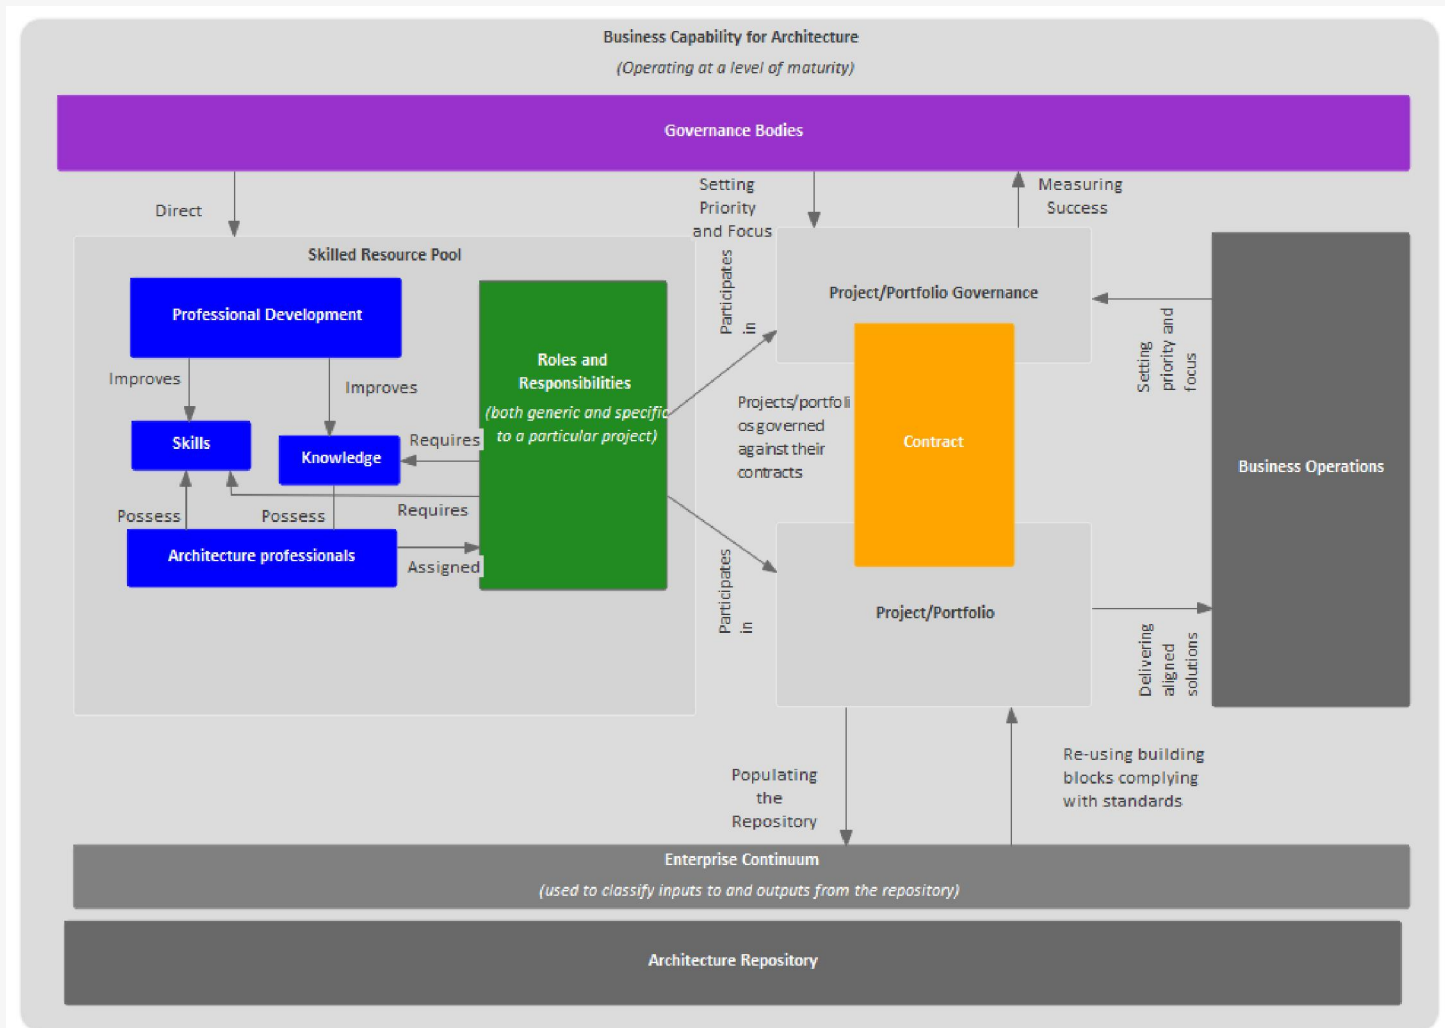 Business Capability for Architecture
(Operating at a level of maturity)
Governance Bodies
Direct
Setting
Priority
and Focus
Measuring
Success
Skilled Resource Pool
Professional Development
Improves
Improves
Skills
Knowledge
Possess
Possess
Architecture professionals
Requires
Requires
Assigned
Roles and
Responsibilities
(both generic and specific
to a particular project)
Participates
in
Participates
in
Project/Portfolio Governance
Projects/portfoli
os governed
against their
contracts
Contract
Project/Portfolio
Setting
priority and
focus
Business Operations
Delivering
aligned
solutions
Populating
the
Repository
Re-using building
blocks complying
with standards
Enterprise Continuum
(used to classify inputs to and outputs from the repository)
Architecture Repository